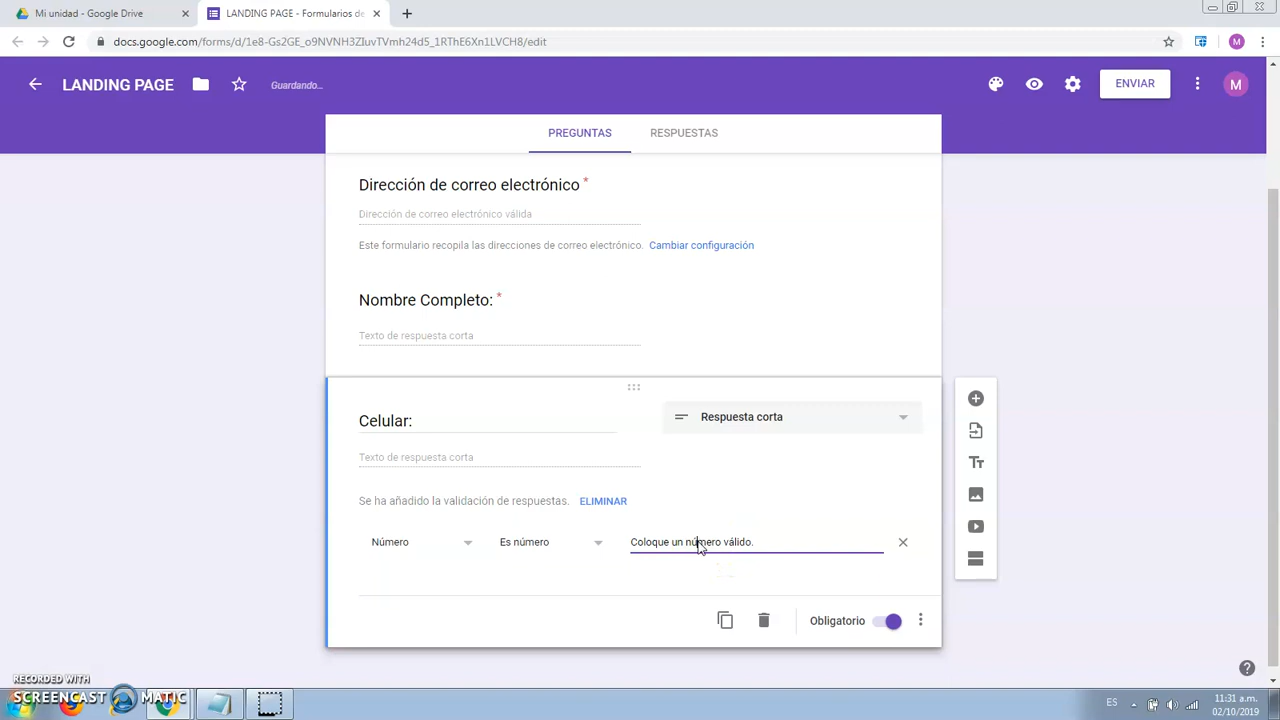 Mi unidad - Google Drive
LANDING PAGE - Formularios de
docs.google.com/forms/d/1e8-Gs2GE_o9NVNH3ZIuvTVmh24d5_1RThE6Xn1LVCH8/edit
M
LANDING PAGE
Guardando...
ENVIAR
M
PREGUNTAS
RESPUESTAS
Dirección de correo electrónico *
Dirección de correo electrónico válida
Este formulario recopila las direcciones de correo electrónico. Cambiar configuración
Nombre Completo: *
Texto de respuesta corta
Celular:
Respuesta corta
Texto de respuesta corta
Se ha añadido la validación de respuestas. ELIMINAR
Número
Es número
Coloque un número válido.
Obligatorio
RECORDED WITH
SCREENCAST MATIC
ES
11:31 a.m.
02/10/2019